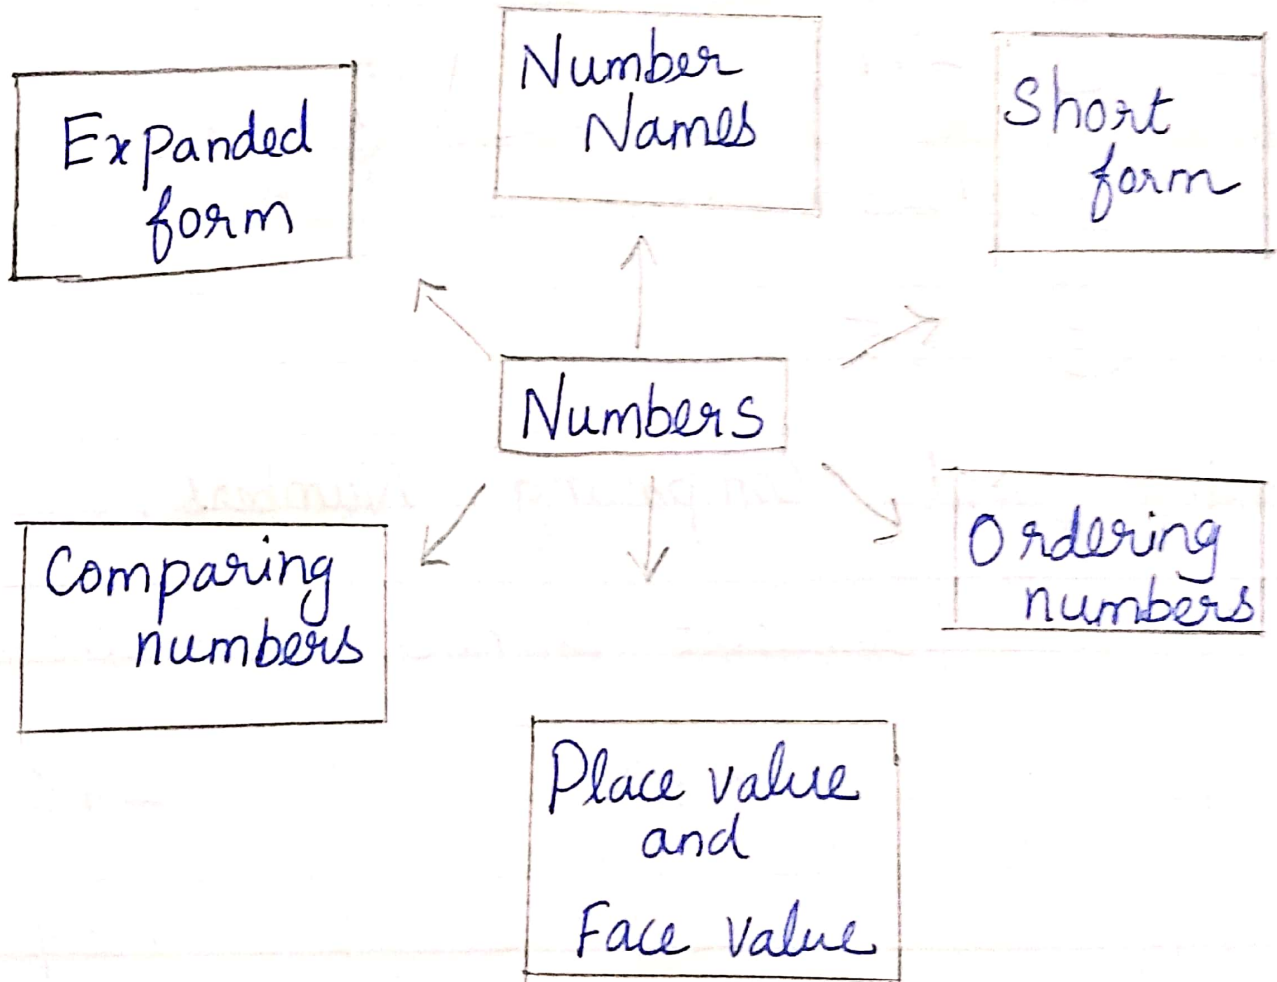 Number
Names
Expanded
form
Short
form
Numbers
Comparing
numbers
Ordering
numbers
Place value
and
Face value